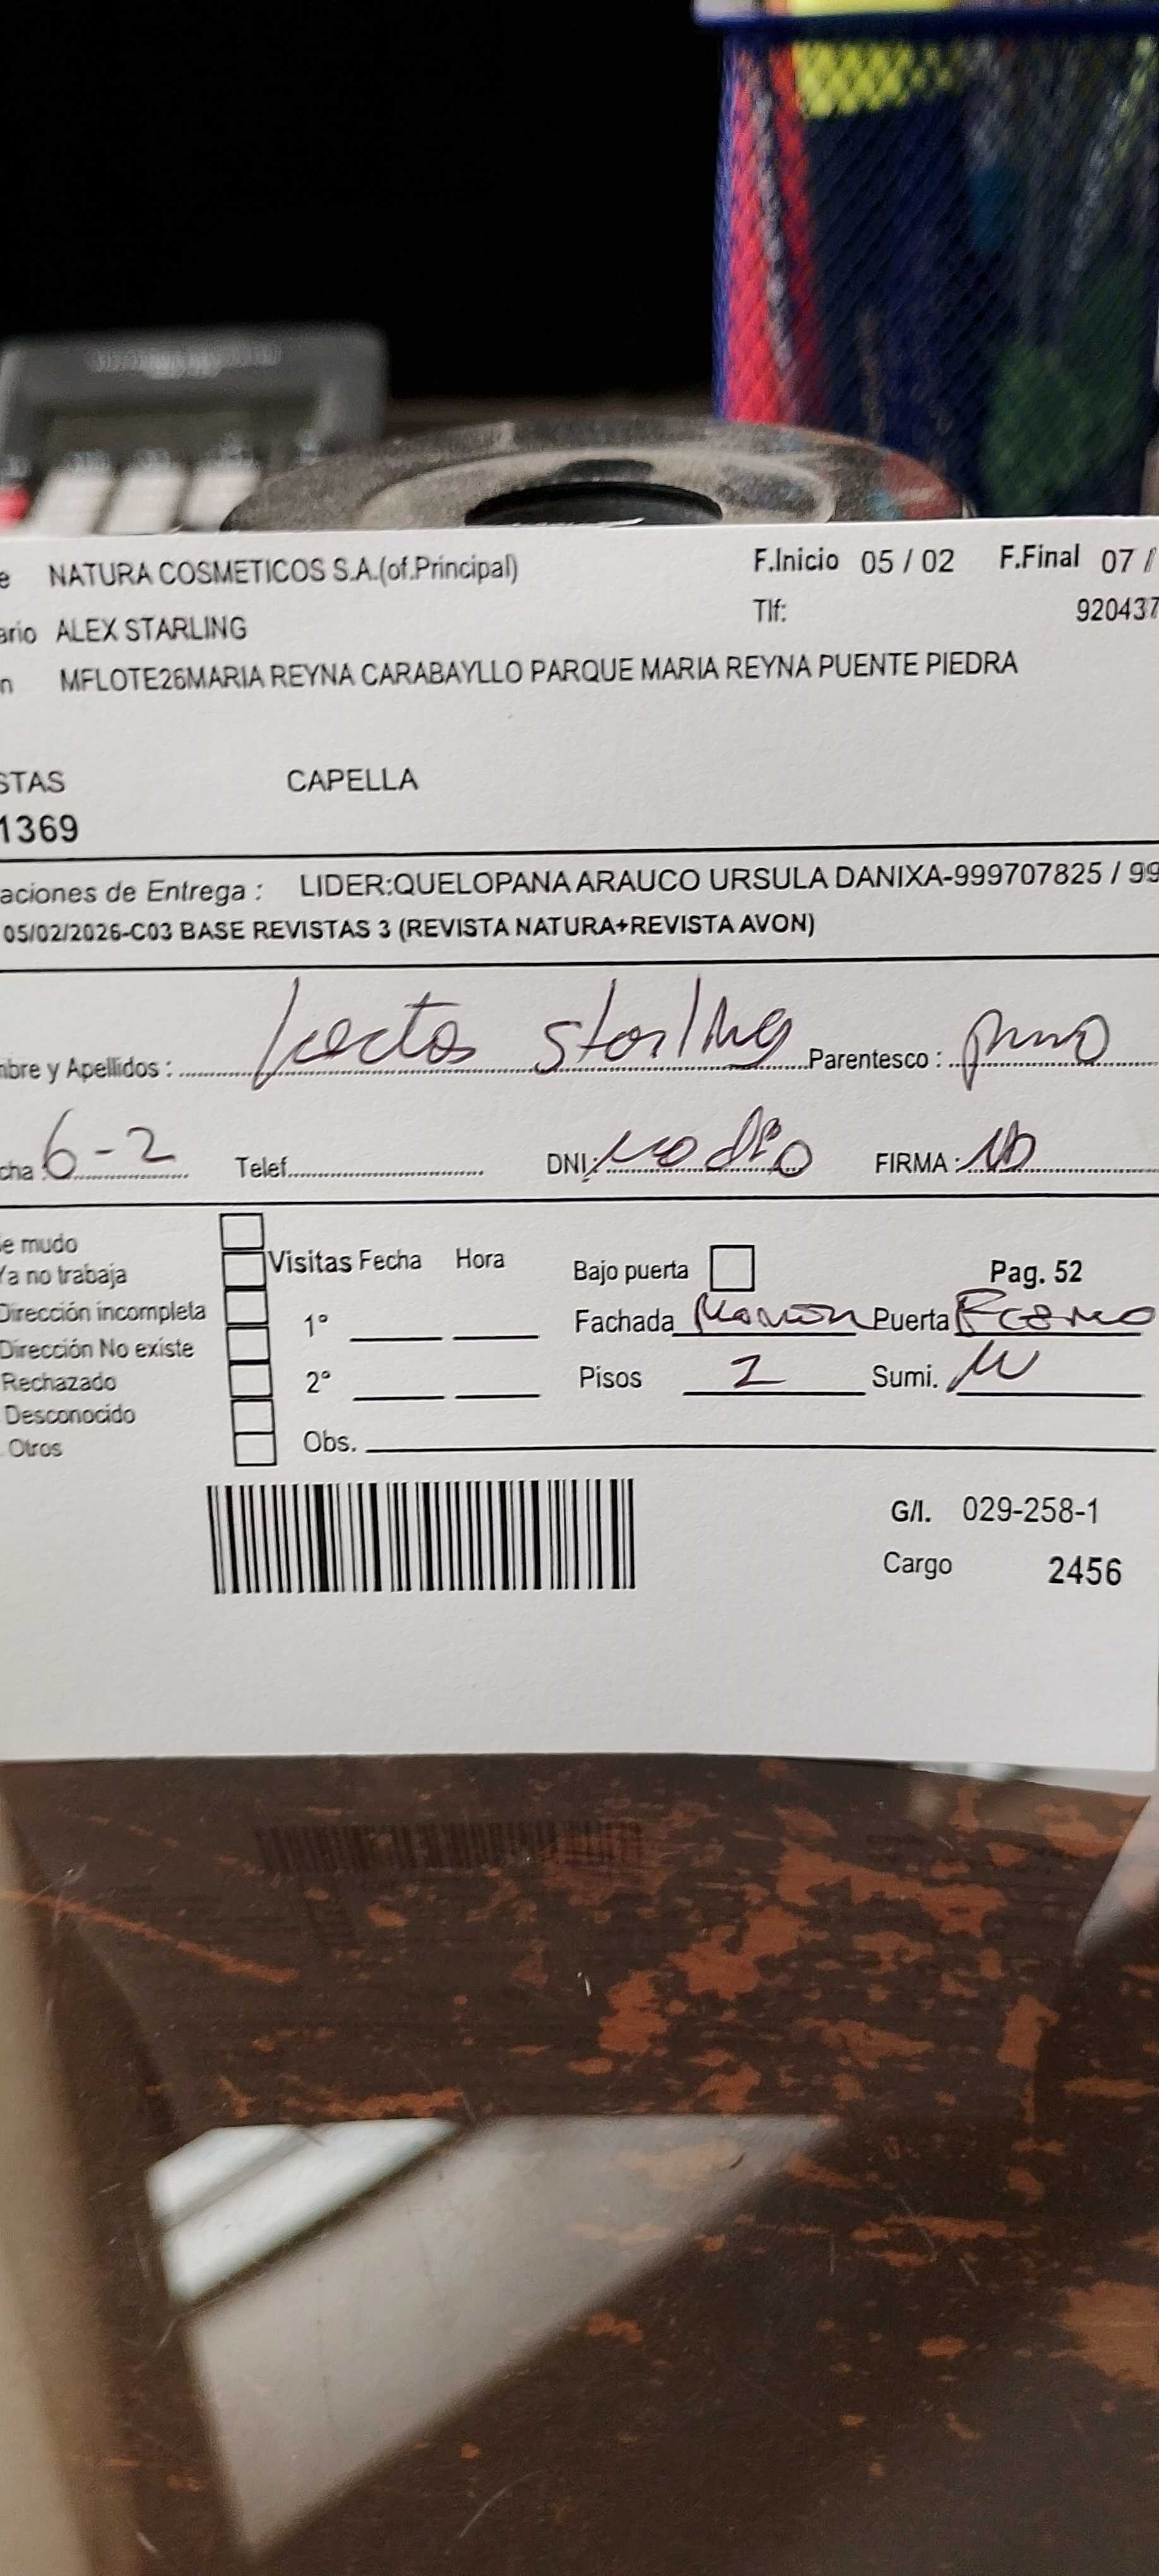 e NATURA COSMETICOS S.A.(of.Principal) F.Inicio 05 / 02 F.Final 07 /
ario ALEX STARLING Tlf: 920437
n MFLOTE26MARIA REYNA CARABAYLLO PARQUE MARIA REYNA PUENTE PIEDRA
STAS CAPELLA
1369
aciones de Entrega : LIDER:QUELOPANA ARAUCO URSULA DANIXA-999707825 / 99
05/02/2026-C03 BASE REVISTAS 3 (REVISTA NATURA+REVISTA AVON)
mbre y Apellidos : Parentesco :
cha : 6-2 Telef. DNI: no dio FIRMA :
e mudo
Ya no trabaja Visitas Fecha Hora Bajo puerta Pag. 52
Dirección incompleta 1° Fachada Puerta
Dirección No existe
Rechazado 2° Pisos 2 Sumi.
Desconocido
Otros Obs.
G/I. 029-258-1
Cargo 2456